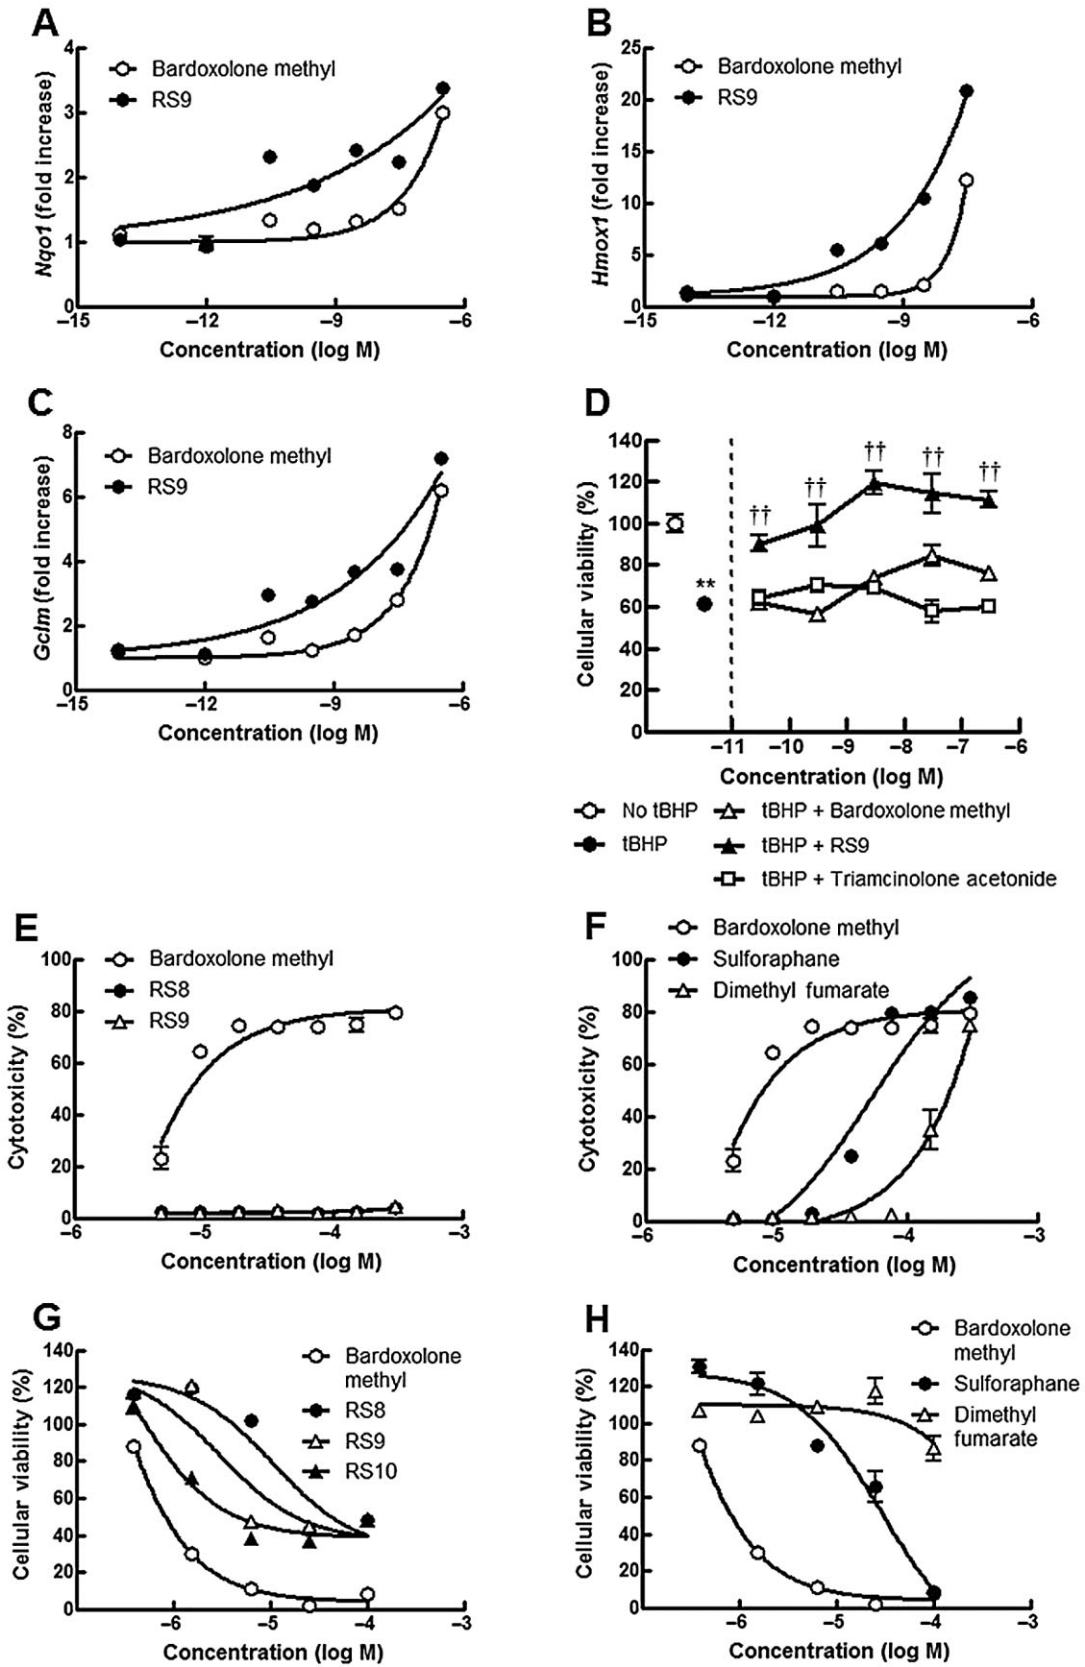 A
4
3
2
1
0
Nqo1 (fold increase)
Bardoxolone methyl
RS9
−15
−12
−9
−6
Concentration (log M)
B
25
20
15
10
5
0
Hmox1 (fold increase)
Bardoxolone methyl
RS9
−15
−12
−9
−6
Concentration (log M)
C
8
6
4
2
0
Gclm (fold increase)
Bardoxolone methyl
RS9
−15
−12
−9
−6
Concentration (log M)
D
140
120
100
80
60
40
20
0
Cellular viability (%)
**
††
††
††
††
††
−11
−10
−9
−8
−7
−6
Concentration (log M)
No tBHP
tBHP + Bardoxolone methyl
tBHP
tBHP + RS9
tBHP + Triamcinolone acetonide
E
100
80
60
40
20
0
Cytotoxicity (%)
Bardoxolone methyl
RS8
RS9
−6
−5
−4
−3
Concentration (log M)
F
Bardoxolone methyl
Sulforaphane
Dimethyl fumarate
100
80
60
40
20
0
Cytotoxicity (%)
−6
−5
−4
−3
Concentration (log M)
G
140
120
100
80
60
40
20
0
Cellular viability (%)
Bardoxolone
methyl
RS8
RS9
RS10
−6
−5
−4
−3
Concentration (log M)
H
140
120
100
80
60
40
20
0
Cellular viability (%)
Bardoxolone
methyl
Sulforaphane
Dimethyl
fumarate
−6
−5
−4
−3
Concentration (log M)